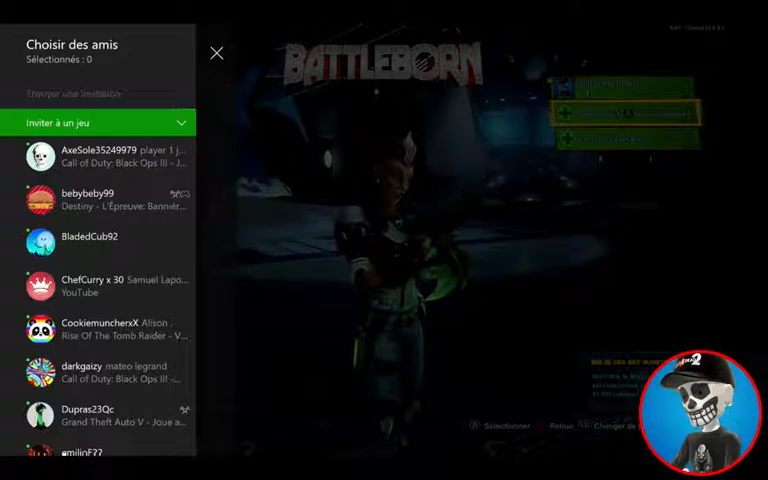 Choisir des amis
Sélectionnés : 0
Envoyer une invitation
Inviter à un jeu
AxeSole35249979 player 1 j...
Call of Duty: Black Ops III - J...
bebybeby99
Destiny - L'Épreuve: Bannièr...
BladedCub92
ChefCurry x 30 Samuel Lapo...
YouTube
CookiemuncherxX Alison .
Rise Of The Tomb Raider - V...
darkgaizy mateo legrand
Call of Duty: Black Ops III -...
Dupras23Qc
Grand Theft Auto V - Joue a...
BATTLEBORN
Sélectionner
Retour
Changer de